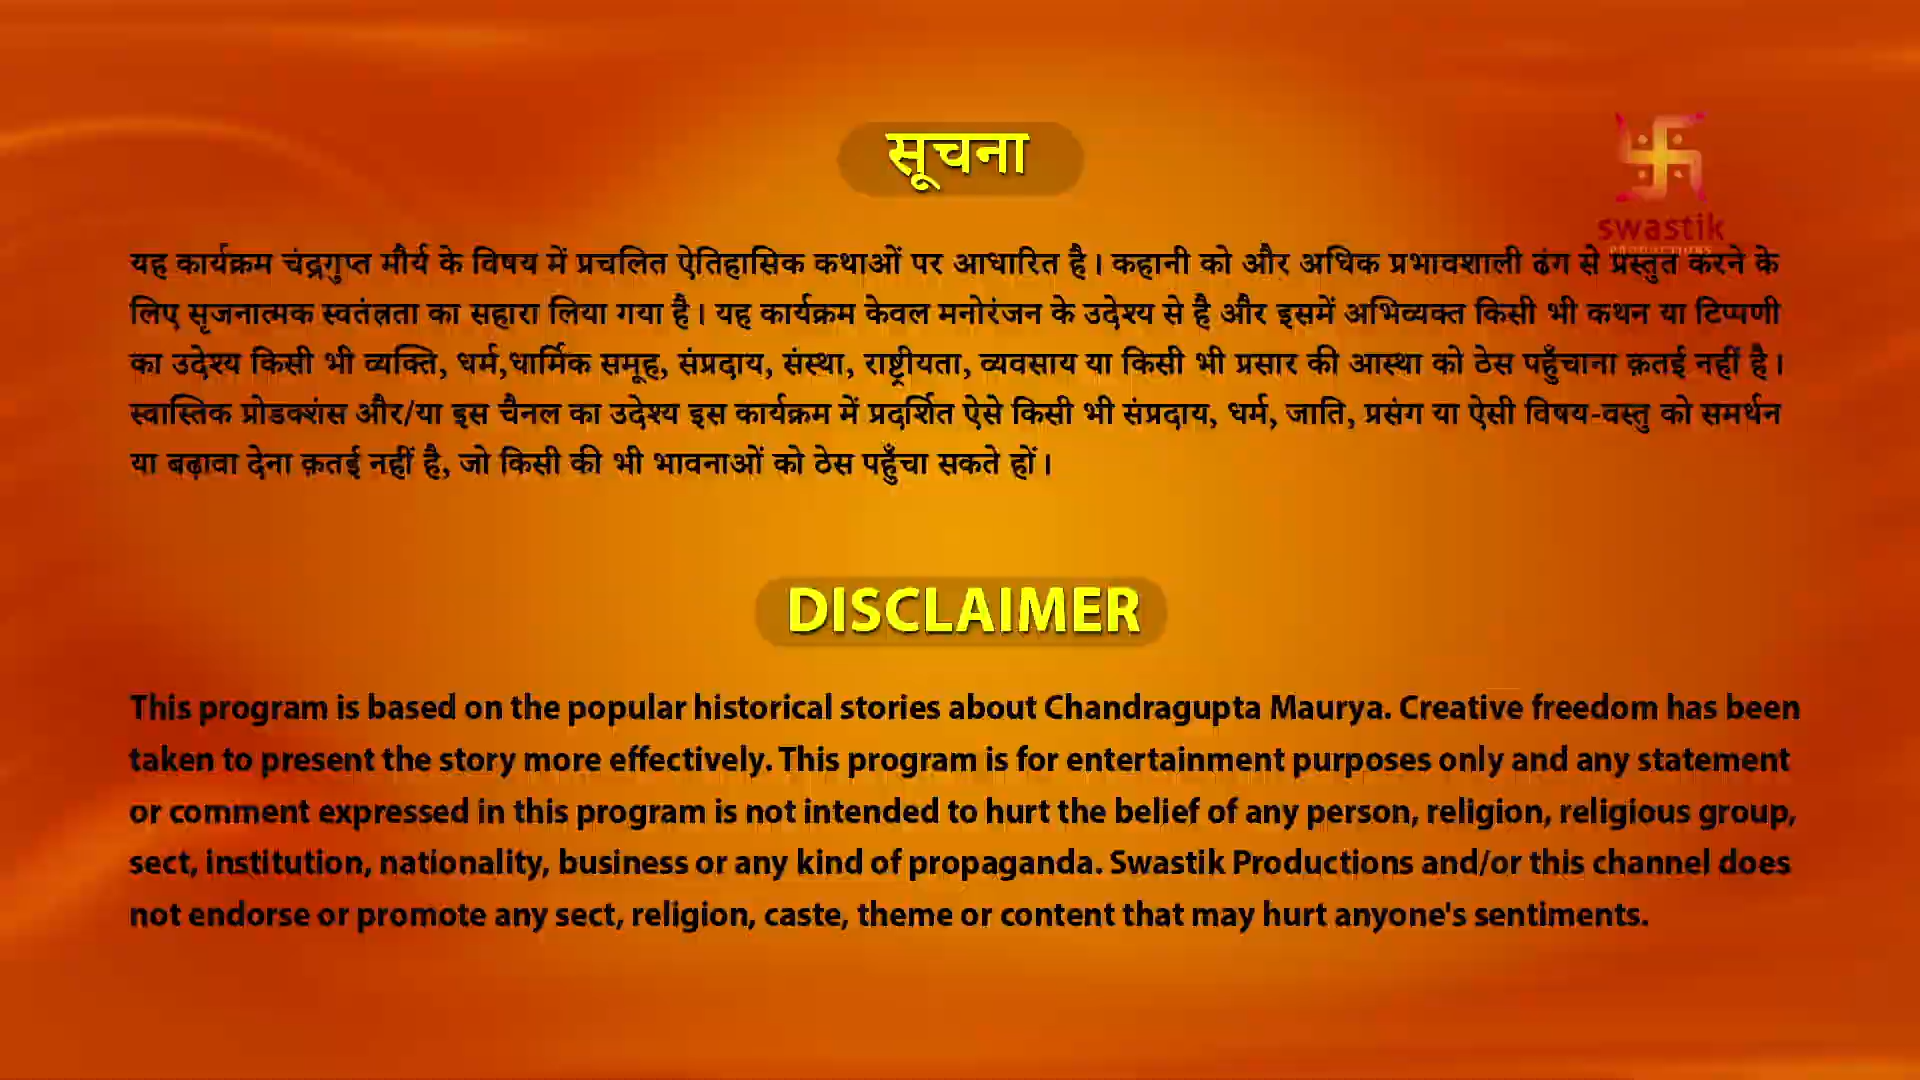 सूचना
swastik
PRODUCTIONS
यह कार्यक्रम चंद्रगुप्त मौर्य के विषय में प्रचलित ऐतिहासिक कथाओं पर आधारित है। कहानी को और अधिक प्रभावशाली ढंग से प्रस्तुत करने के
लिए सृजनात्मक स्वतंत्रता का सहारा लिया गया है। यह कार्यक्रम केवल मनोरंजन के उदेश्य से है और इसमें अभिव्यक्त किसी भी कथन या टिप्पणी
का उदेश्य किसी भी व्यक्ति, धर्म,धार्मिक समूह, संप्रदाय, संस्था, राष्ट्रीयता, व्यवसाय या किसी भी प्रसार की आस्था को ठेस पहुँचाना क़तई नहीं है।
स्वास्तिक प्रोडक्शंस और/या इस चैनल का उदेश्य इस कार्यक्रम में प्रदर्शित ऐसे किसी भी संप्रदाय, धर्म, जाति, प्रसंग या ऐसी विषय-वस्तु को समर्थन
या बढ़ावा देना क़तई नहीं है, जो किसी की भी भावनाओं को ठेस पहुँचा सकते हों।
DISCLAIMER
This program is based on the popular historical stories about Chandragupta Maurya. Creative freedom has been
taken to present the story more effectively. This program is for entertainment purposes only and any statement
or comment expressed in this program is not intended to hurt the belief of any person, religion, religious group,
sect, institution, nationality, business or any kind of propaganda. Swastik Productions and/or this channel does
not endorse or promote any sect, religion, caste, theme or content that may hurt anyone's sentiments.